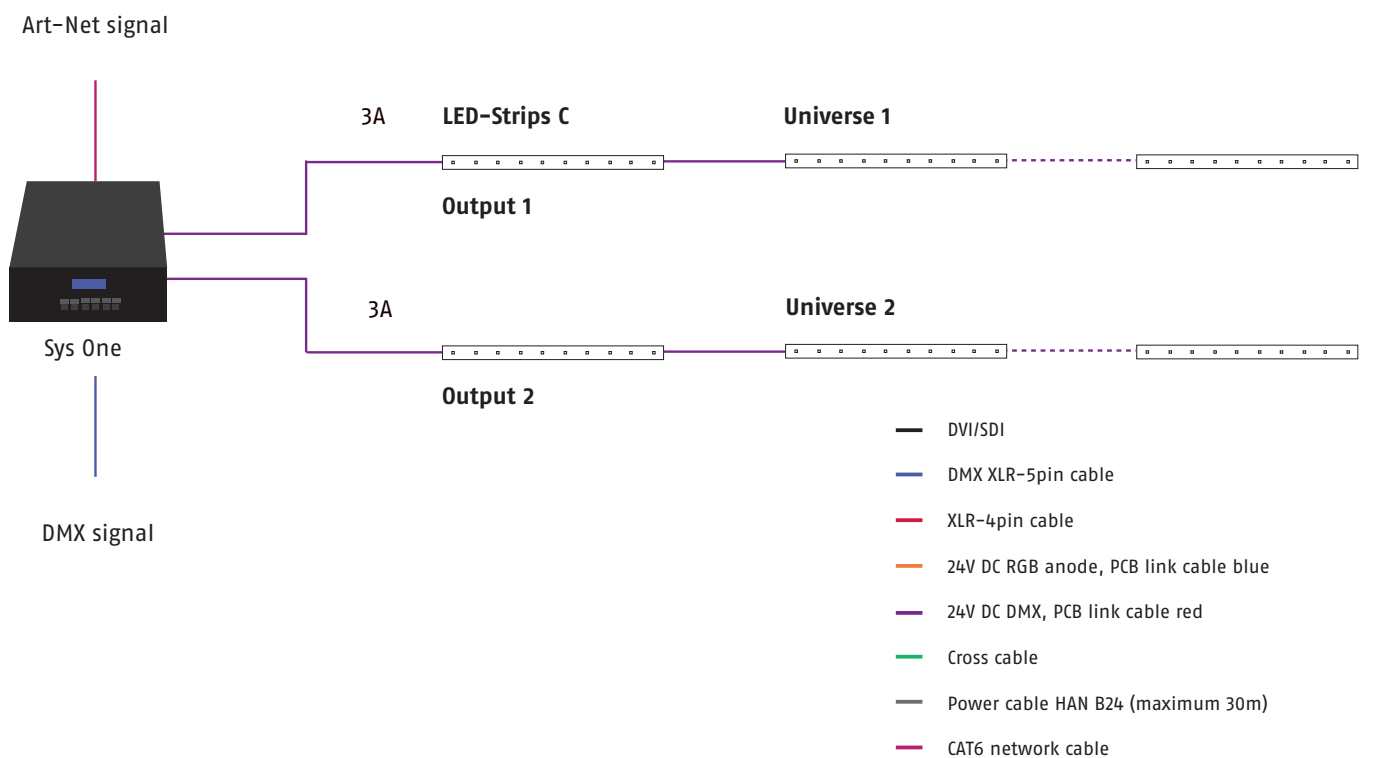 Art-Net signal
3A
LED-Strips C
Universe 1
Output 1
3A
Universe 2
Sys One
Output 2
DVI/SDI
DMX XLR-5pin cable
DMX signal
XLR-4pin cable
24V DC RGB anode, PCB link cable blue
24V DC DMX, PCB link cable red
Cross cable
Power cable HAN B24 (maximum 30m)
CAT6 network cable